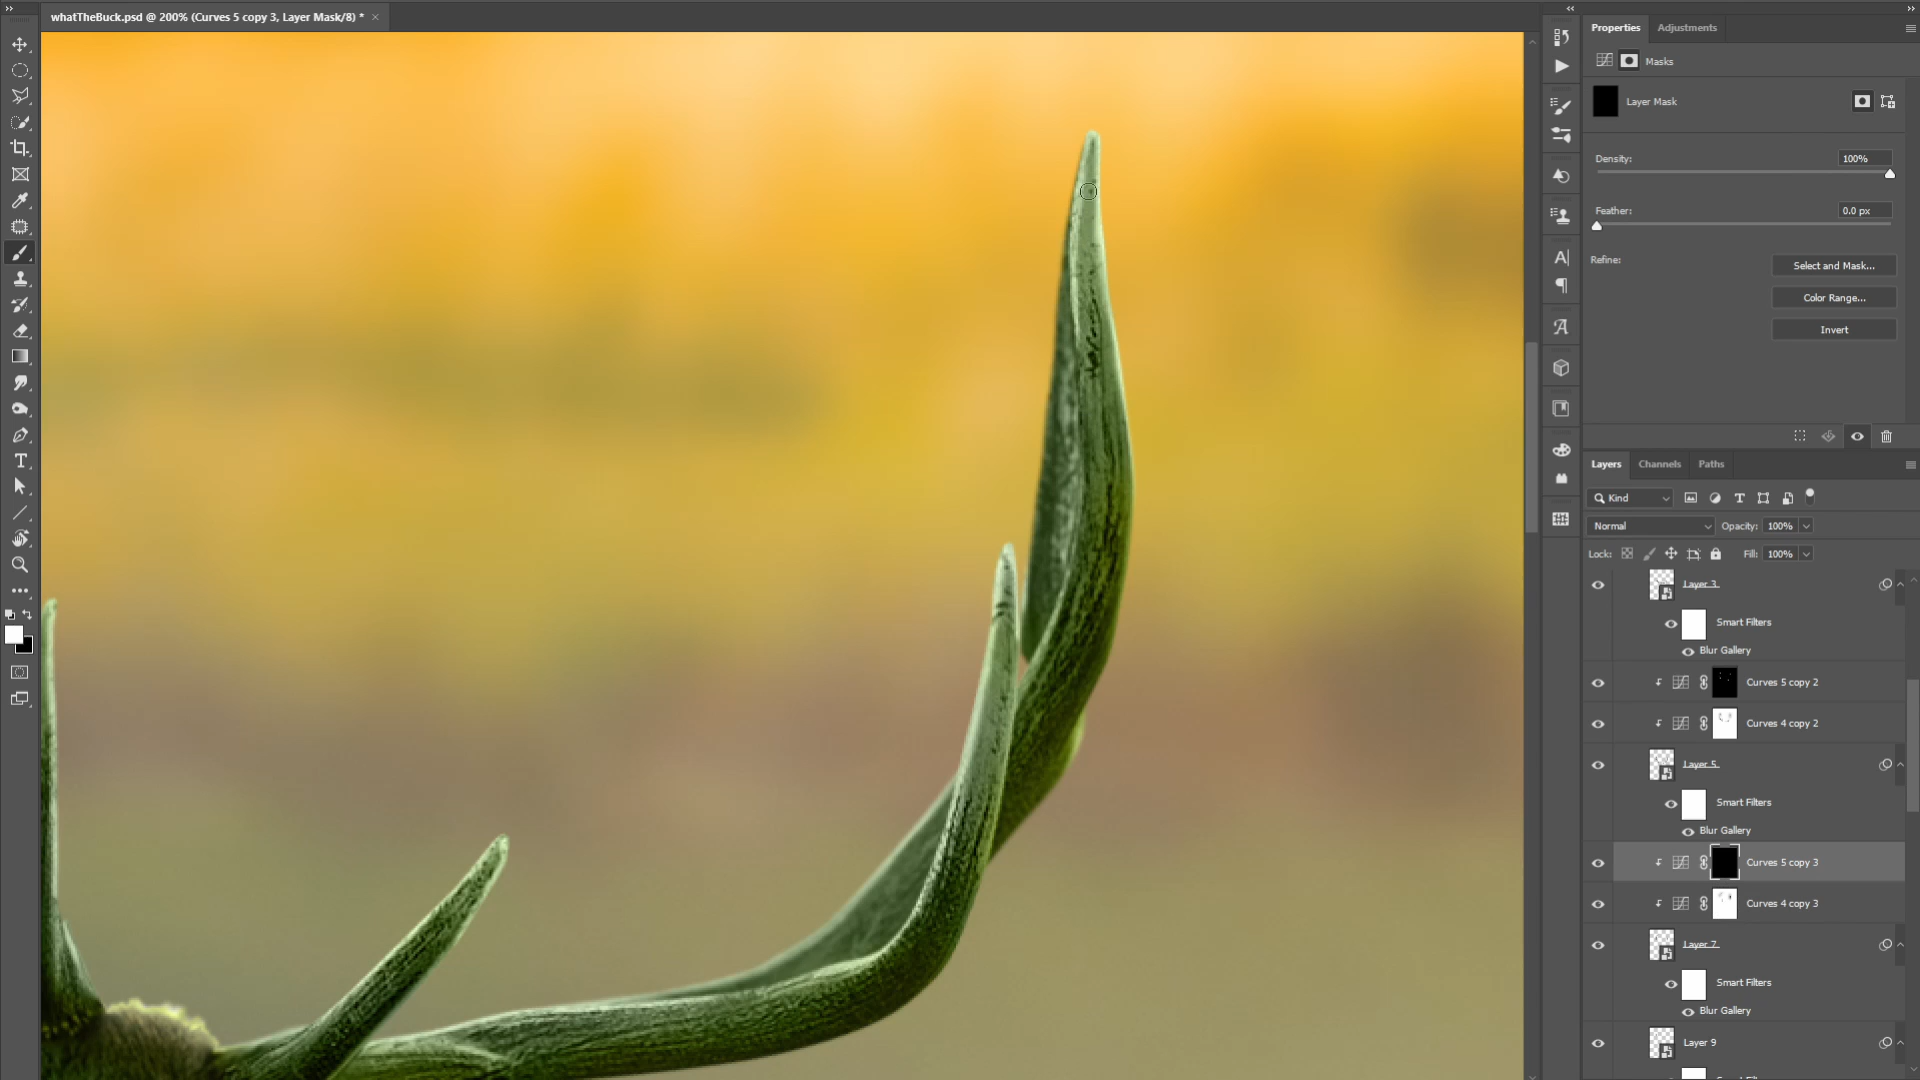 whatTheBuck.psd @ 200% (Curves 5 copy 3, Layer Mask/8) *
Properties
Adjustments
Masks
Layer Mask
Density:
100%
Feather:
0.0 px
Refine:
Select and Mask...
Color Range...
Invert
Layers
Channels
Paths
Kind
Normal
Opacity:
100%
Lock:
Fill:
100%
Layer 3
Smart Filters
Blur Gallery
Curves 5 copy 2
Curves 4 copy 2
Layer 5
Smart Filters
Blur Gallery
Curves 5 copy 3
Curves 4 copy 3
Layer 7
Smart Filters
Blur Gallery
Layer 9